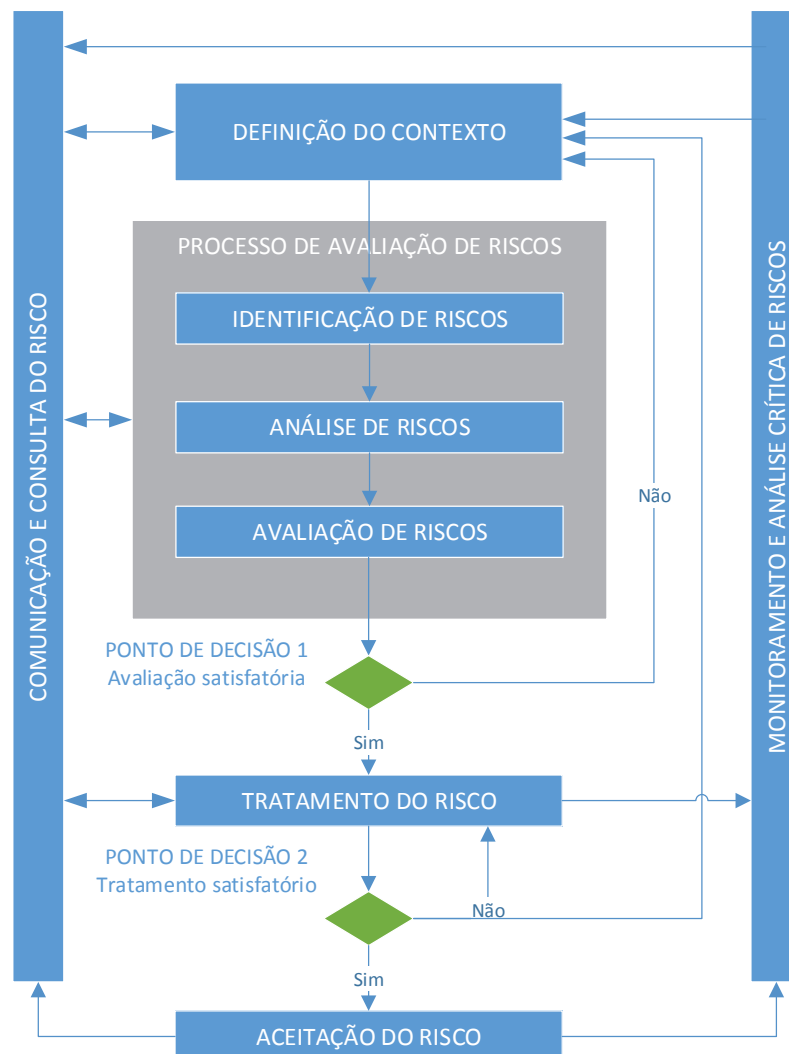 COMUNICAÇÃO E CONSULTA DO RISCO
DEFINIÇÃO DO CONTEXTO
PROCESSO DE AVALIAÇÃO DE RISCOS
IDENTIFICAÇÃO DE RISCOS
ANÁLISE DE RISCOS
AVALIAÇÃO DE RISCOS
Não
MONITORAMENTO E ANÁLISE CRÍTICA DE RISCOS
PONTO DE DECISÃO 1
Avaliação satisfatória
Sim
TRATAMENTO DO RISCO
PONTO DE DECISÃO 2
Tratamento satisfatório
Não
Sim
ACEITAÇÃO DO RISCO